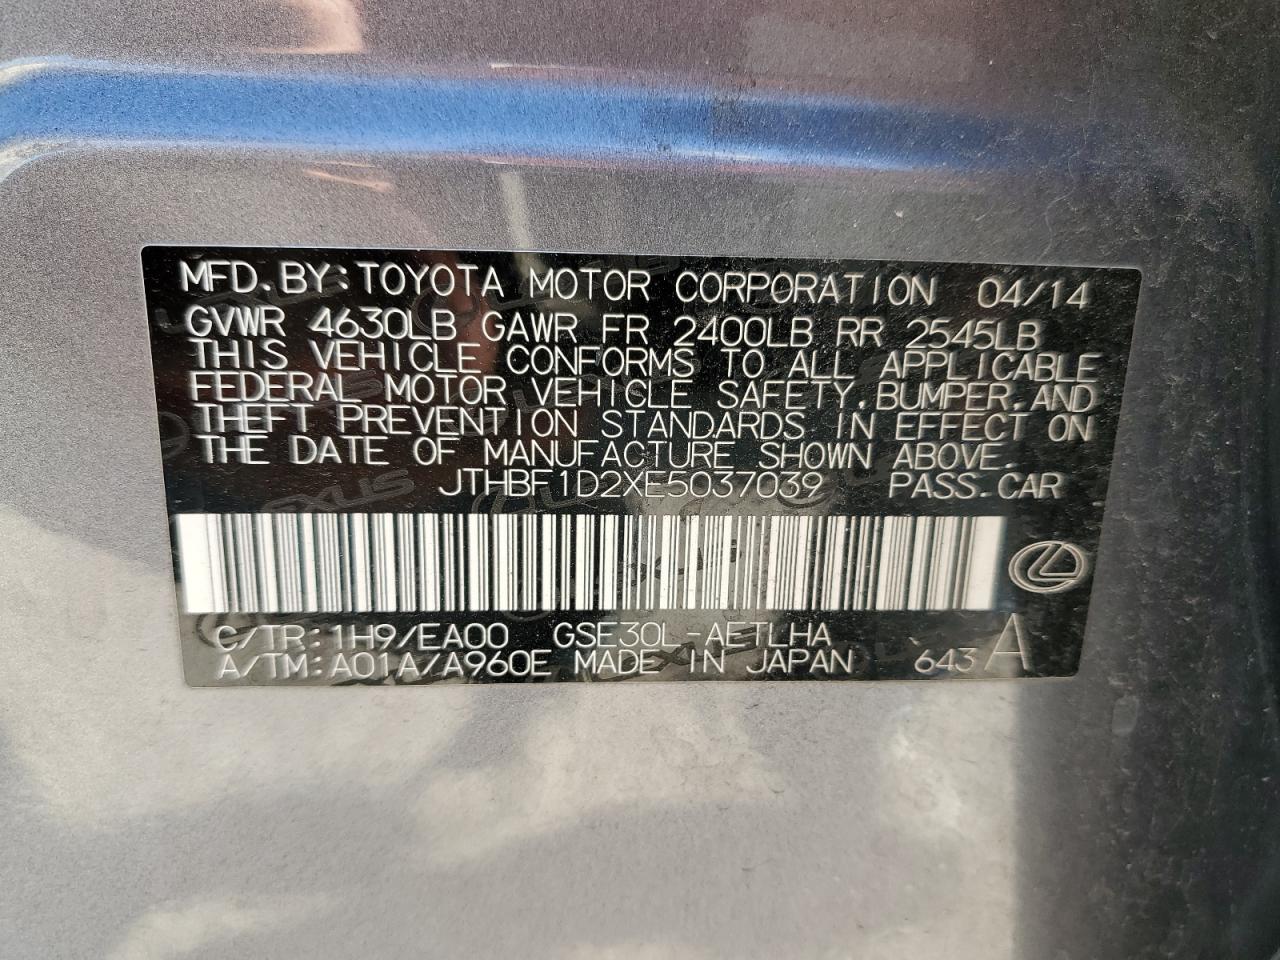 MFD.BY:TOYOTA MOTOR CORPORATION 04/14
GVWR 4630LB GAWR FR 2400LB RR 2545LB
THIS VEHICLE CONFORMS TO ALL APPLICABLE
FEDERAL MOTOR VEHICLE SAFETY,BUMPER,AND
THEFT PREVENTION STANDARDS IN EFFECT ON
THE DATE OF MANUFACTURE SHOWN ABOVE.
JTHBF1D2XE5037039 PASS.CAR
C/TR:1H9/EA00 GSE30L-AETLHA
A/TM:A01A/A960E MADE IN JAPAN 643 A